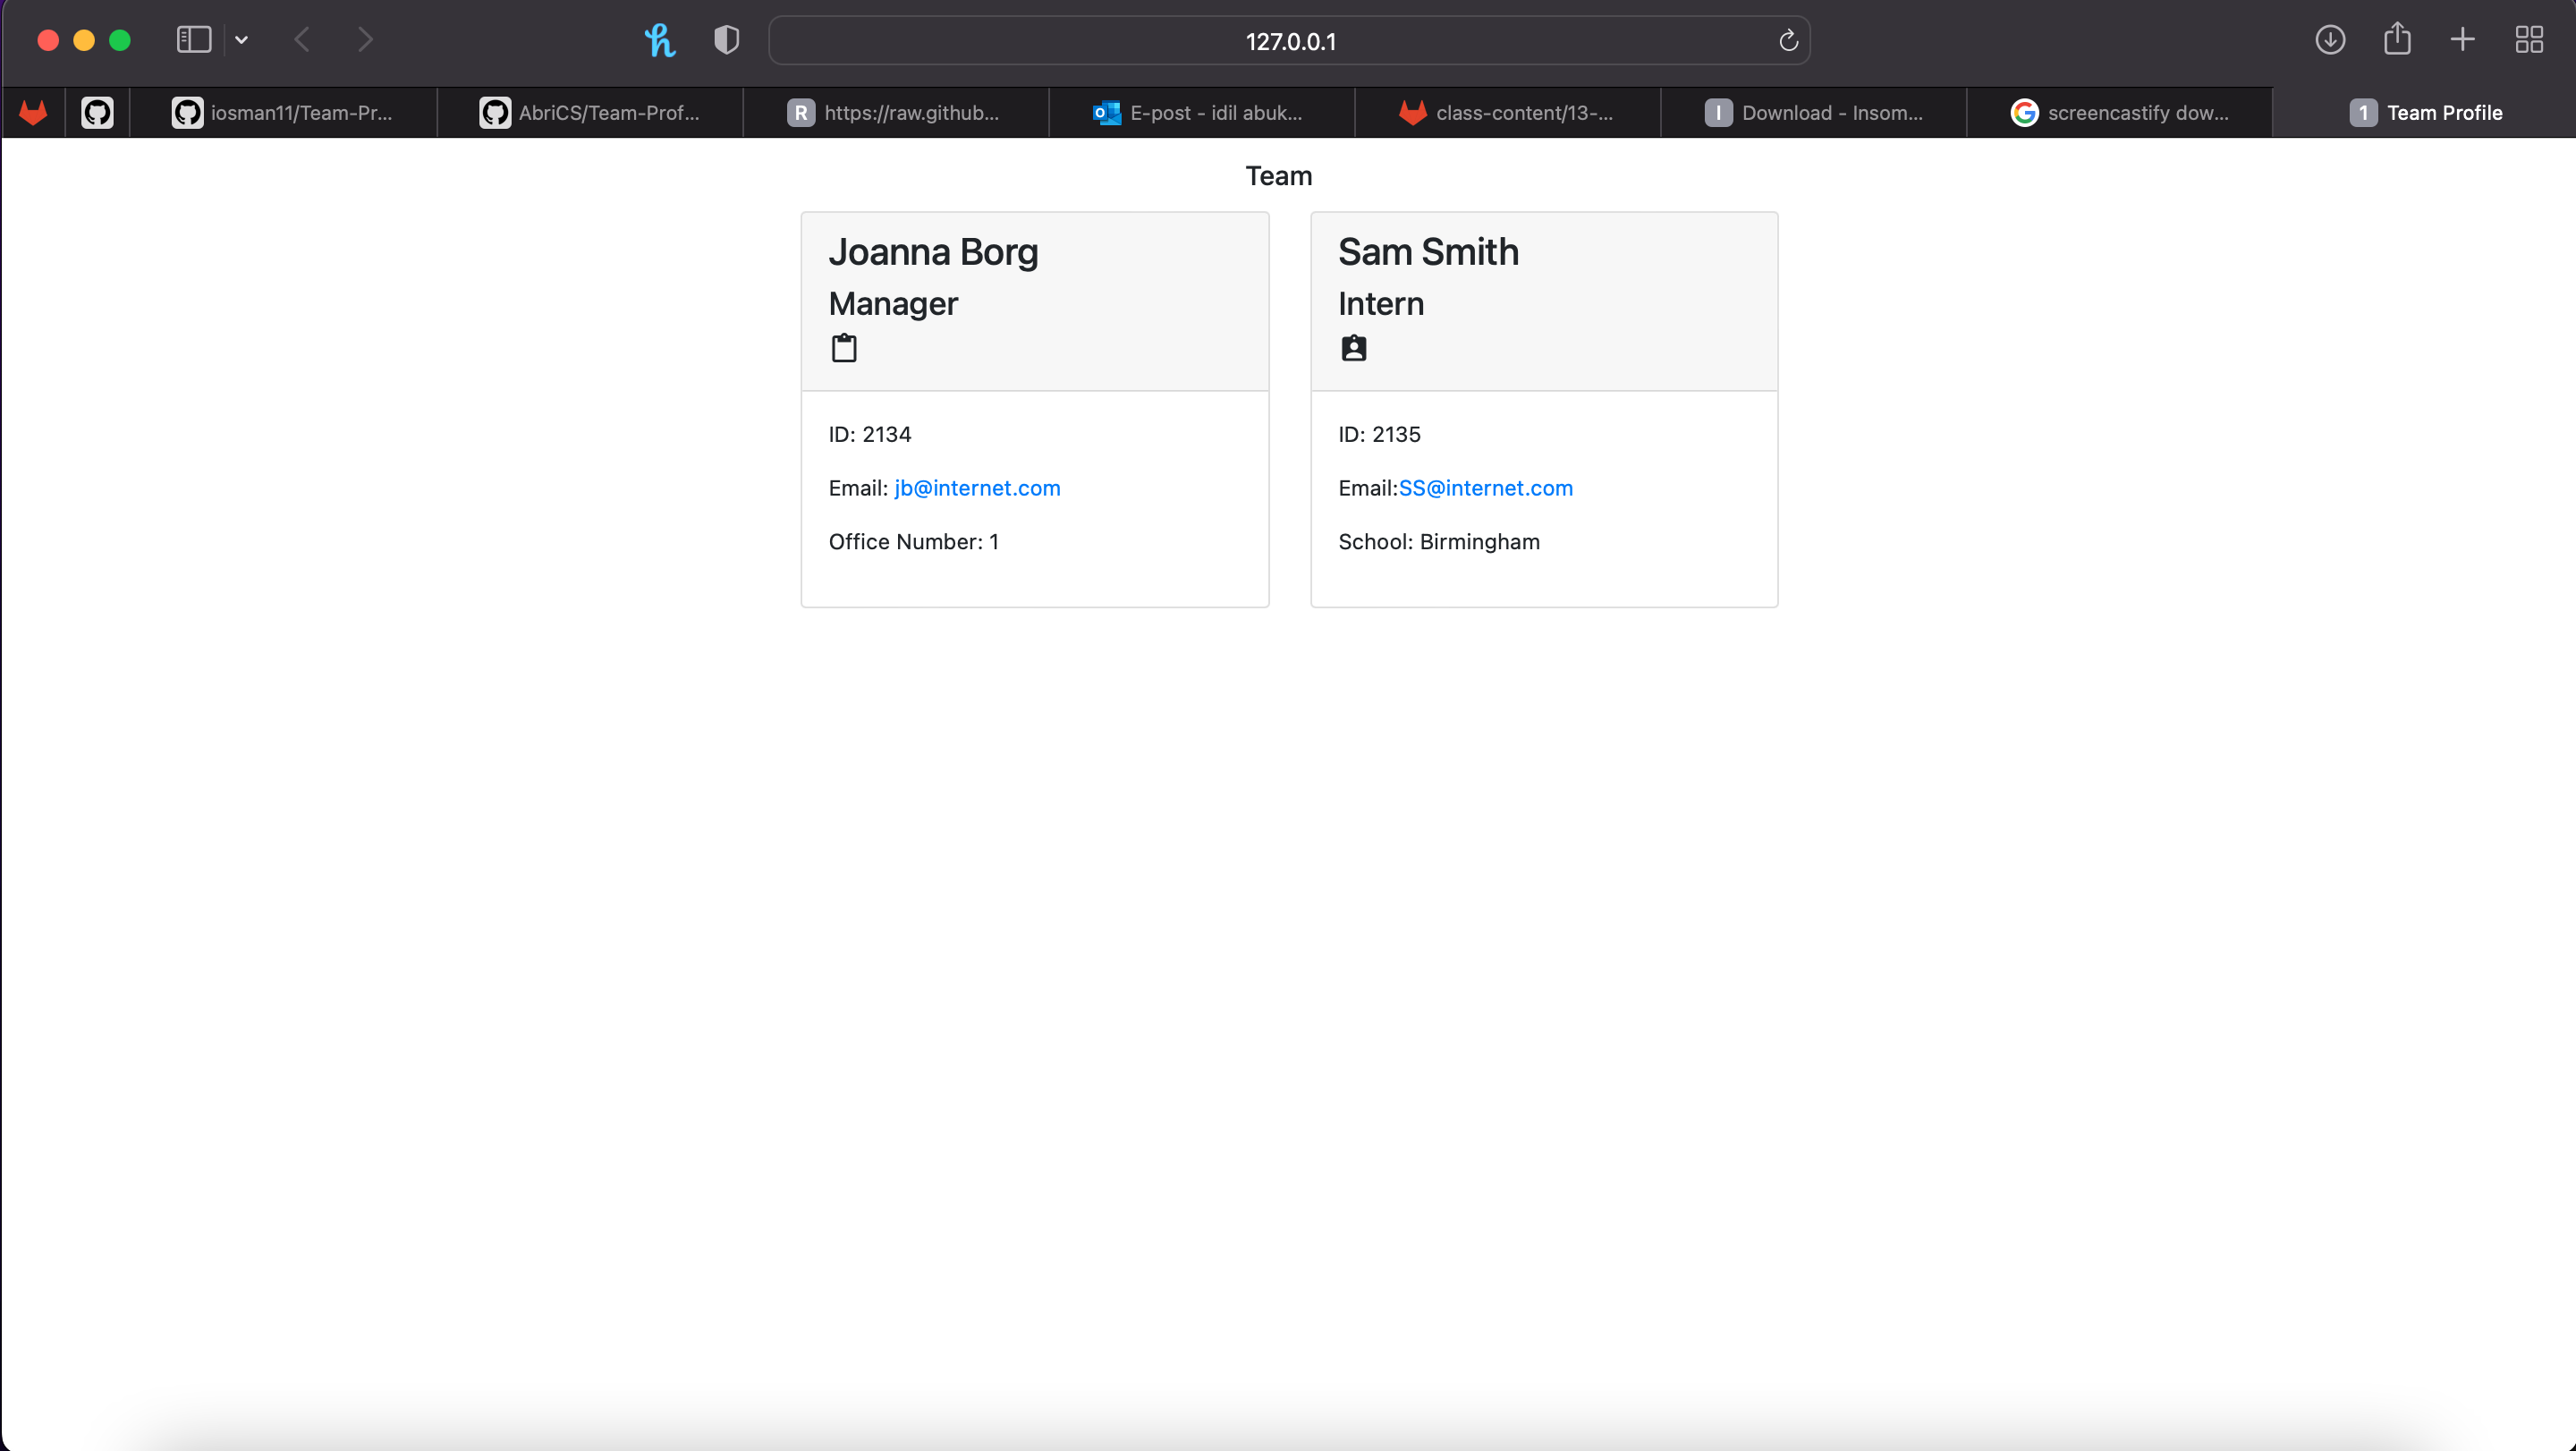 127.0.0.1
iosman11/Team-Pr...
AbriCS/Team-Prof...
R https://raw.github...
E-post - idil abuk...
class-content/13-...
I Download - Insom...
G screencastify dow...
1 Team Profile
Team
Joanna Borg
Manager
ID: 2134
Email: jb@internet.com
Office Number: 1
Sam Smith
Intern
ID: 2135
Email:SS@internet.com
School: Birmingham